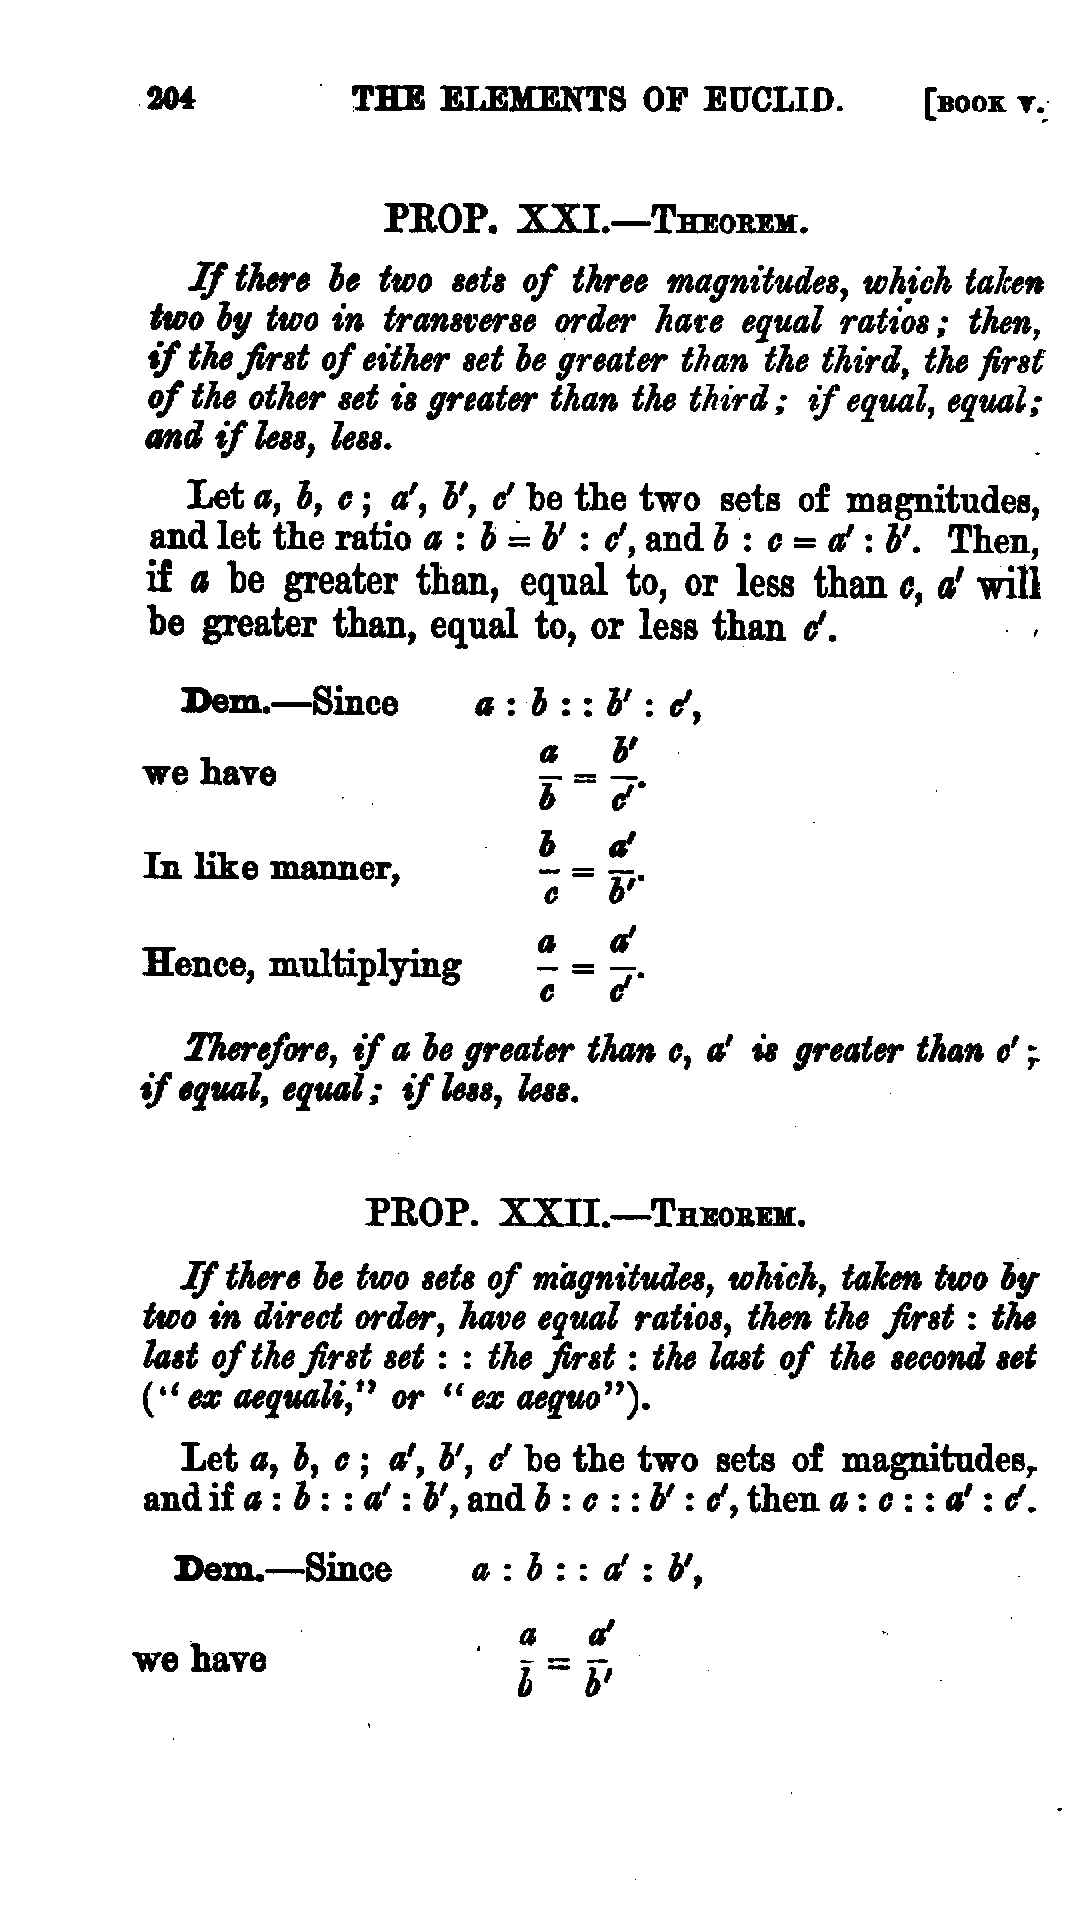 204 THE ELEMENTS OF EUCLID. [BOOK V.
PROP. XXI.—THEOREM.
If there be two sets of three magnitudes, which taken
two by two in transverse order have equal ratios; then,
if the first of either set be greater than the third, the first
of the other set is greater than the third; if equal, equal;
and if less, less.
Let a, b, c; a′, b′, c′ be the two sets of magnitudes,
and let the ratio a : b = b′ : c′, and b : c = a′ : b′. Then,
if a be greater than, equal to, or less than c, a′ will
be greater than, equal to, or less than c′.
Dem.—Since a : b :: b′ : c′,
we have a/b = b′/c′.
In like manner, b/c = a′/b′.
Hence, multiplying a/c = a′/c′.
Therefore, if a be greater than c, a′ is greater than c′;
if equal, equal; if less, less.
PROP. XXII.—THEOREM.
If there be two sets of magnitudes, which, taken two by
two in direct order, have equal ratios, then the first : the
last of the first set :: the first : the last of the second set
("ex aequali," or "ex aequo").
Let a, b, c; a′, b′, c′ be the two sets of magnitudes,
and if a : b :: a′ : b′, and b : c :: b′ : c′, then a : c :: a′ : c′.
Dem.—Since a : b :: a′ : b′,
we have a/b = a′/b′